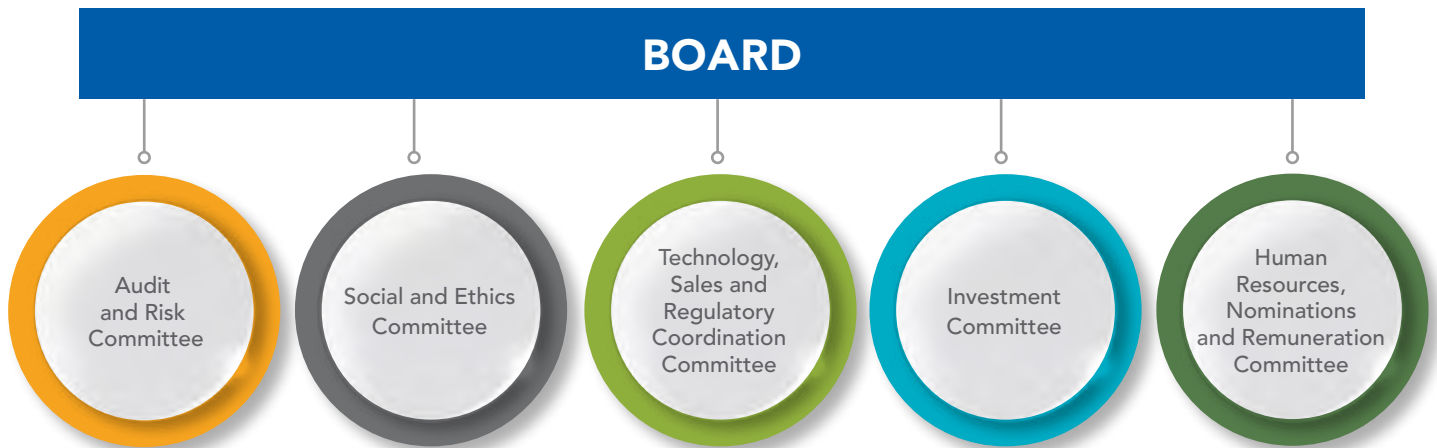 BOARD
Audit
and Risk
Committee
Social and Ethics
Committee
Technology,
Sales and
Regulatory
Coordination
Committee
Investment
Committee
Human
Resources,
Nominations
and Remuneration
Committee